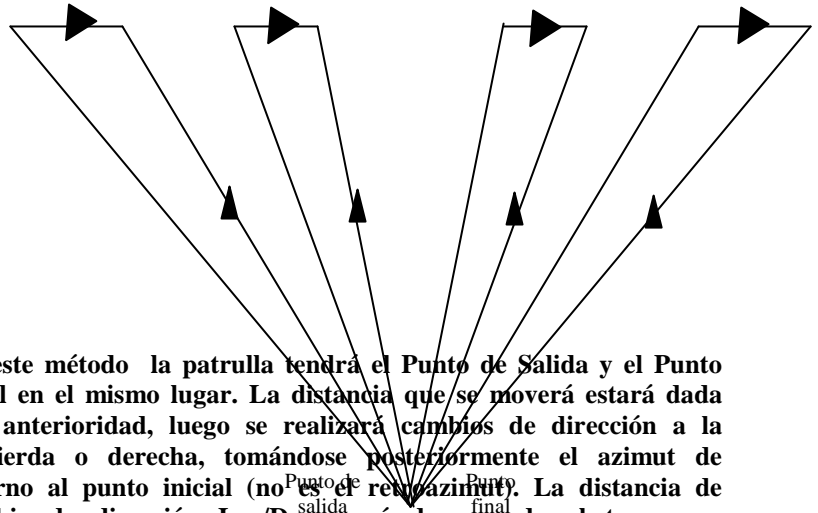 este método la patrulla tendrá el Punto de Salida y el Punto
l en el mismo lugar. La distancia que se moverá estará dada
anterioridad, luego se realizará cambios de dirección a la
ierda o derecha, tomándose posteriormente el azimut de
rno al punto inicial (no es el retroazimut). La distancia de
Punto de salida
Punto final